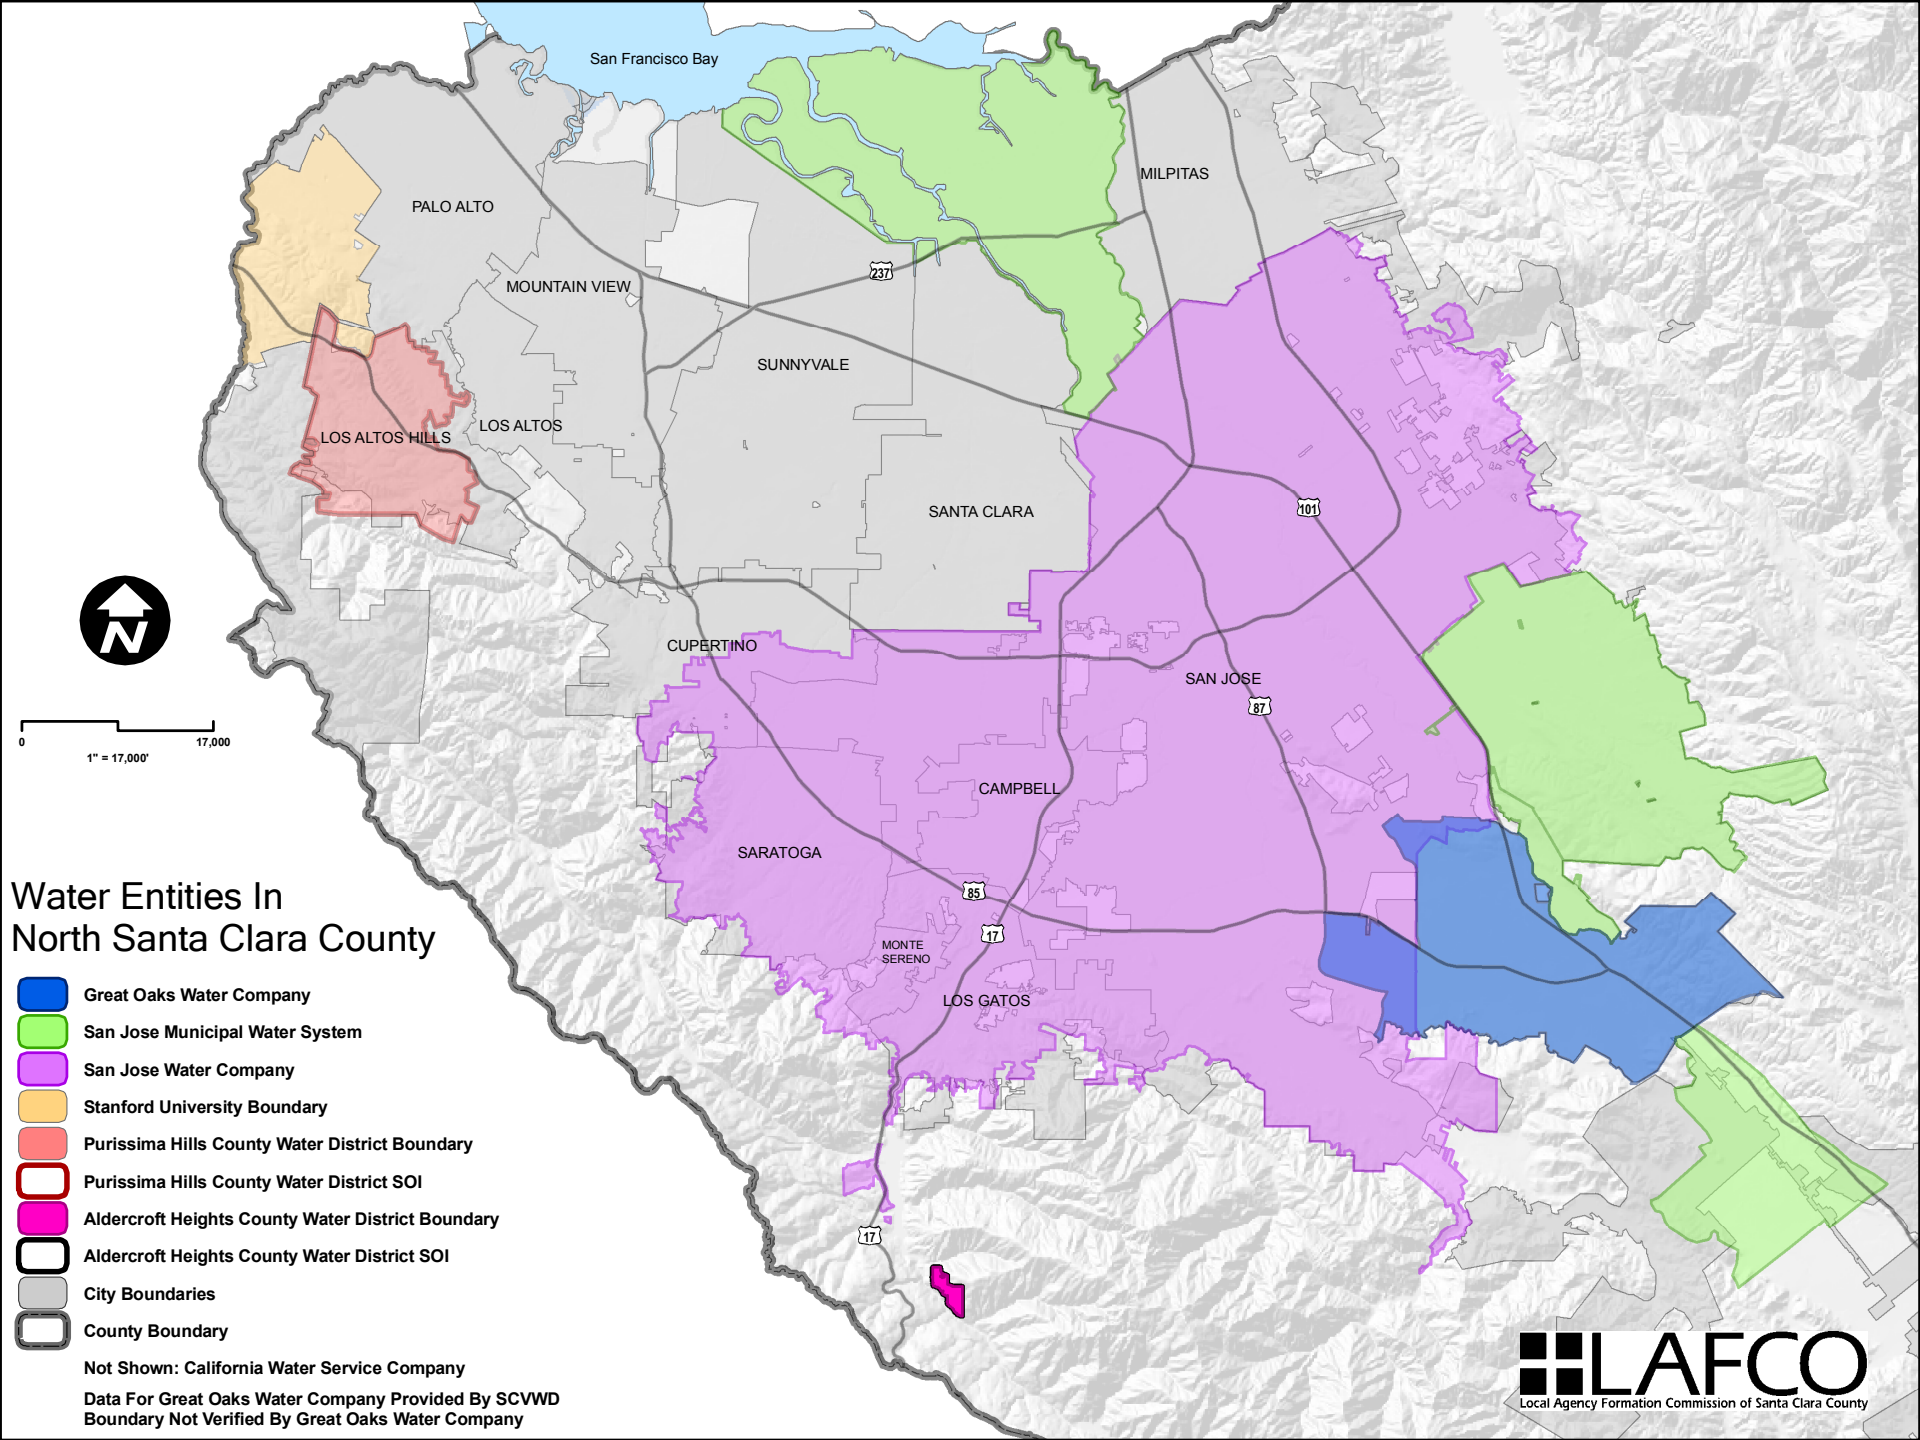 San Francisco Bay
MILPITAS
PALO ALTO
237
MOUNTAIN VIEW
SUNNYVALE
LOS ALTOS
LOS ALTOS HILLS
101
SANTA CLARA
N
CUPERTINO
SAN JOSE
87
0 17,000
1" = 17,000'
CAMPBELL
SARATOGA
85
17
MONTE
SERENO
LOS GATOS
17
Water Entities In
North Santa Clara County
Great Oaks Water Company
San Jose Municipal Water System
San Jose Water Company
Stanford University Boundary
Purissima Hills County Water District Boundary
Purissima Hills County Water District SOI
Aldercroft Heights County Water District Boundary
Aldercroft Heights County Water District SOI
City Boundaries
County Boundary
Not Shown: California Water Service Company
Data For Great Oaks Water Company Provided By SCVWD
Boundary Not Verified By Great Oaks Water Company
LAFCO
Local Agency Formation Commission of Santa Clara County